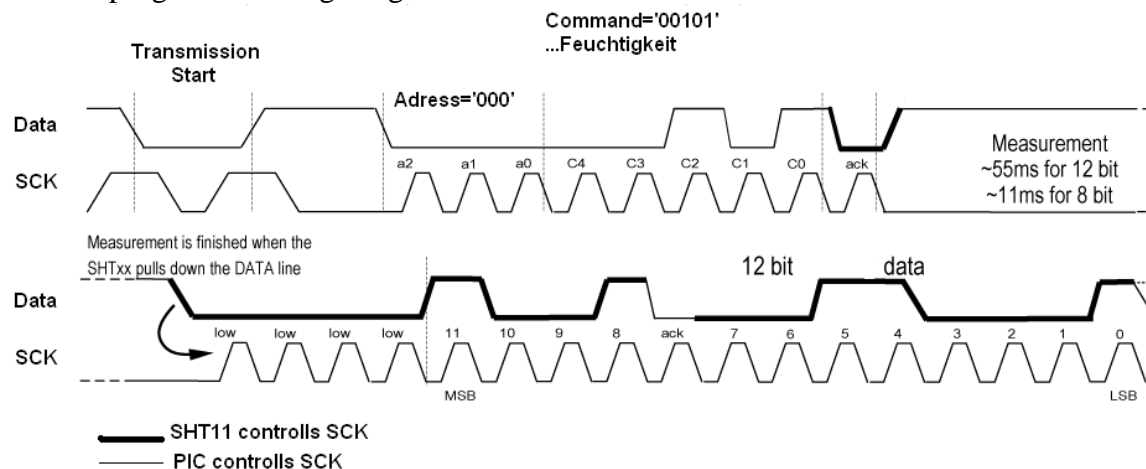 Command='00101'
...Feuchtigkeit
Transmission
Start
Adress='000'
Data
a2 a1 a0 C4 C3 C2 C1 C0 ack
SCK
Measurement
~55ms for 12 bit
~11ms for 8 bit
Measurement is finished when the
SHTxx pulls down the DATA line
12 bit data
Data
low low low low 11 10 9 8 ack 7 6 5 4 3 2 1 0
SCK
MSB LSB
SHT11 controlls SCK
PIC controlls SCK